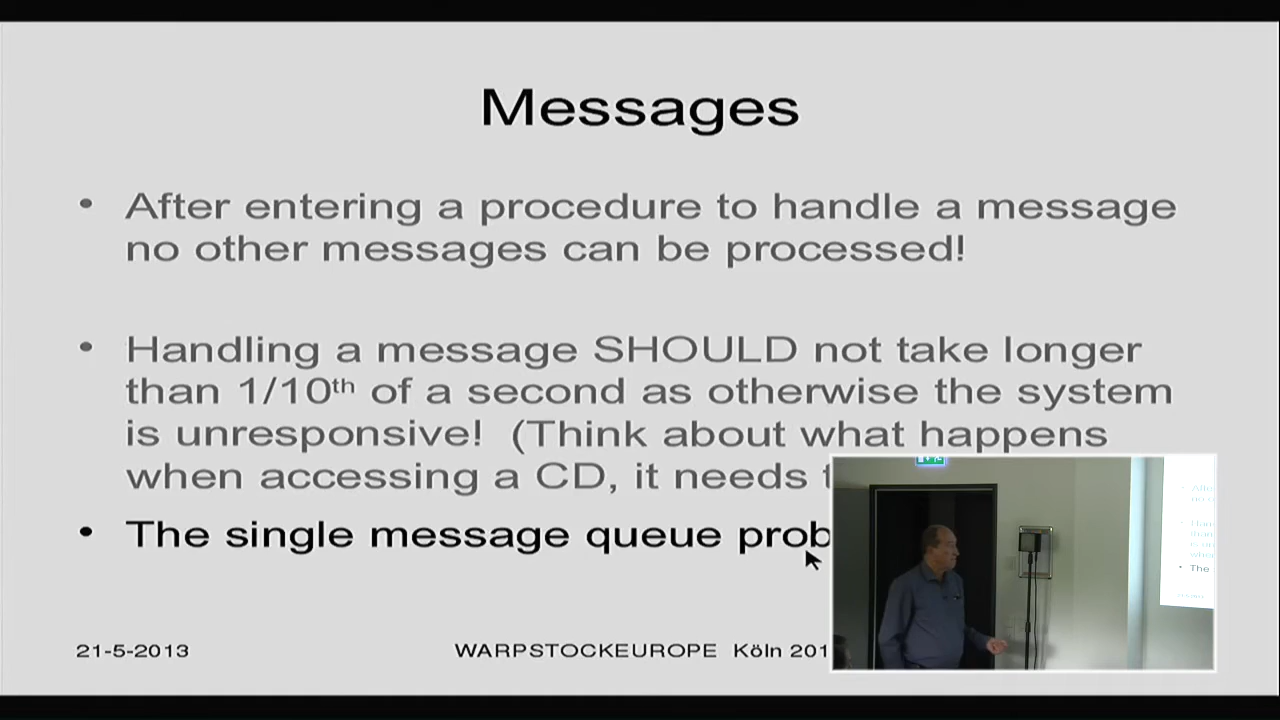 Messages
• After entering a procedure to handle a message
no other messages can be processed!
• Handling a message SHOULD not take longer
than 1/10th of a second as otherwise the system
is unresponsive! (Think about what happens
when accessing a CD, it needs
• The single message queue
21-5-2013
WARPSTOCKEUROPE Köln
The